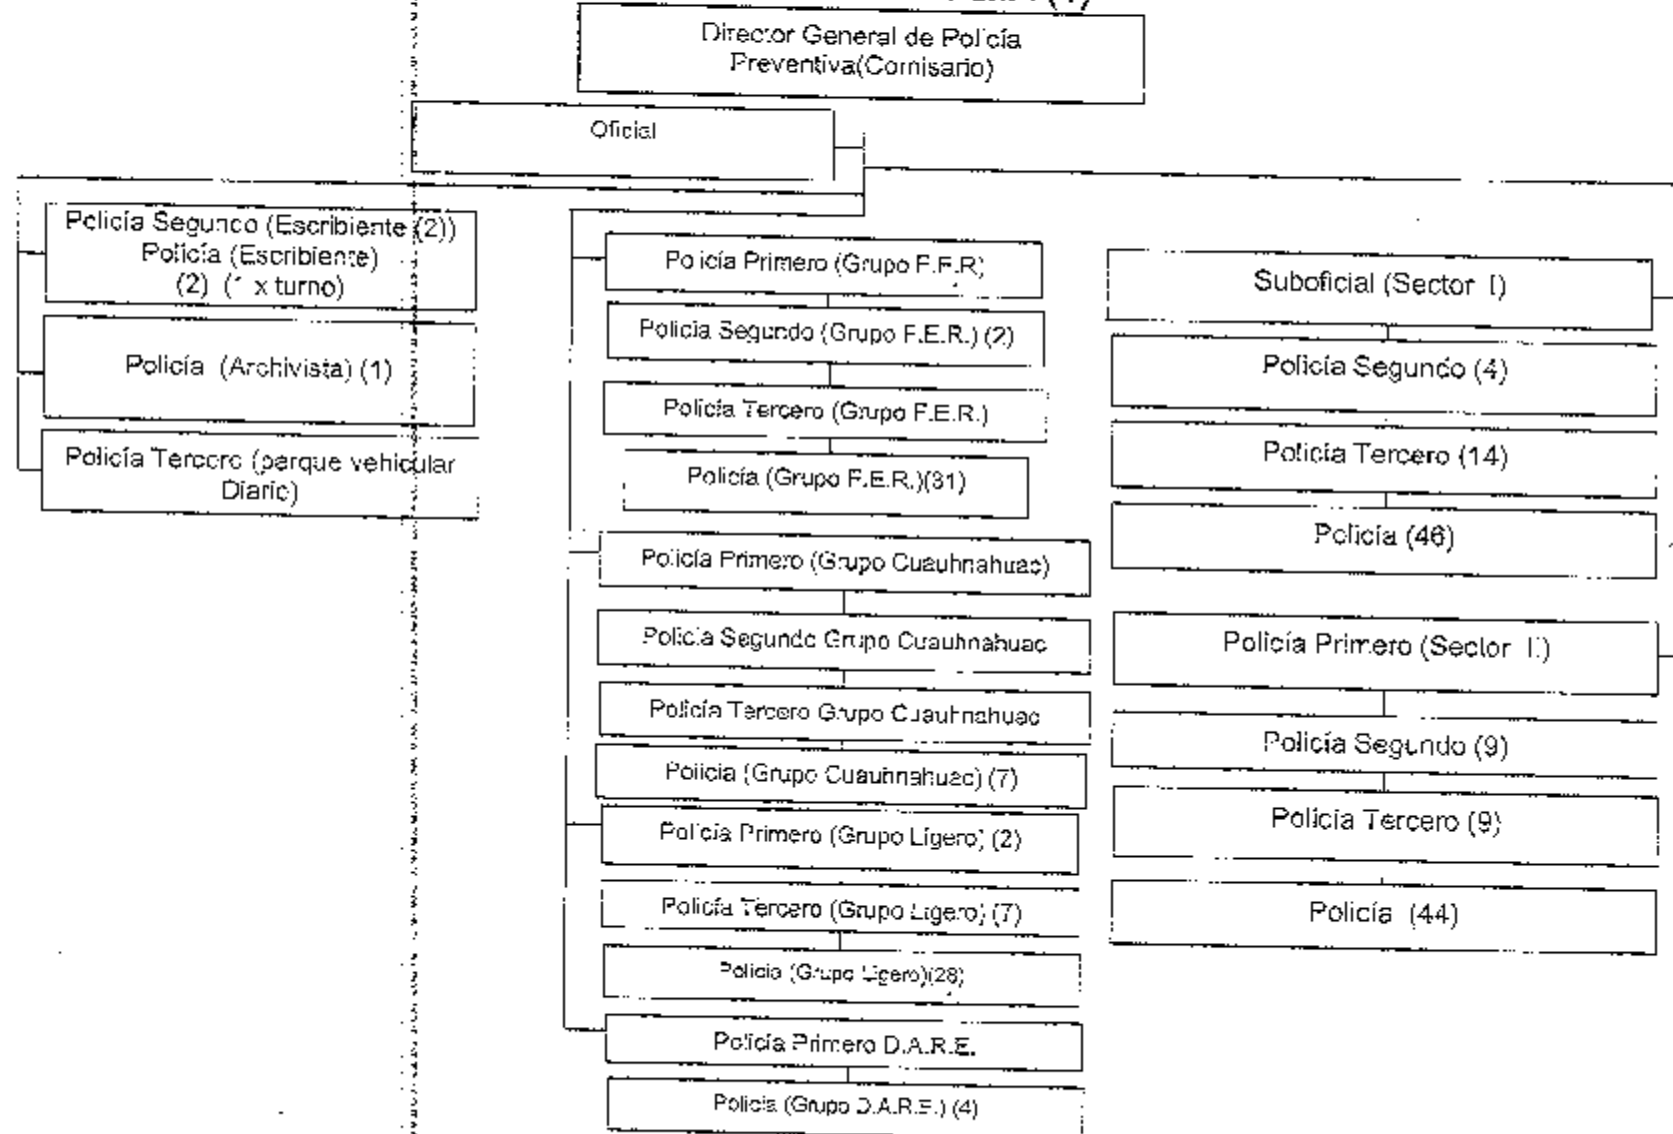 Director General de Policía
Preventiva(Comisario)
Oficial
Policía Segundo (Escribiente (2))
Policía (Escribiente)
(2) (1 x turno)
Policía (Archivista) (1)
Policía Tercero (parque vehicular
Diario)
Policía Primero (Grupo F.E.R)
Policía Segundo (Grupo F.E.R.) (2)
Policía Tercero (Grupo F.E.R.)
Policía (Grupo F.E.R.)(31)
Policía Primero (Grupo Cuauhnahuac)
Policía Segundo Grupo Cuauhnahuac
Policía Tercero Grupo Cuauhnahuac
Policía (Grupo Cuauhnahuac) (7)
Policía Primero (Grupo Ligero) (2)
Policía Tercero (Grupo Ligero) (7)
Policía (Grupo Ligero)(28)
Policía Primero D.A.R.E.
Policía (Grupo D.A.R.E.) (4)
Suboficial (Sector I)
Policía Segundo (4)
Policía Tercero (14)
Policía (46)
Policía Primero (Sector II)
Policía Segundo (9)
Policía Tercero (9)
Policía (44)